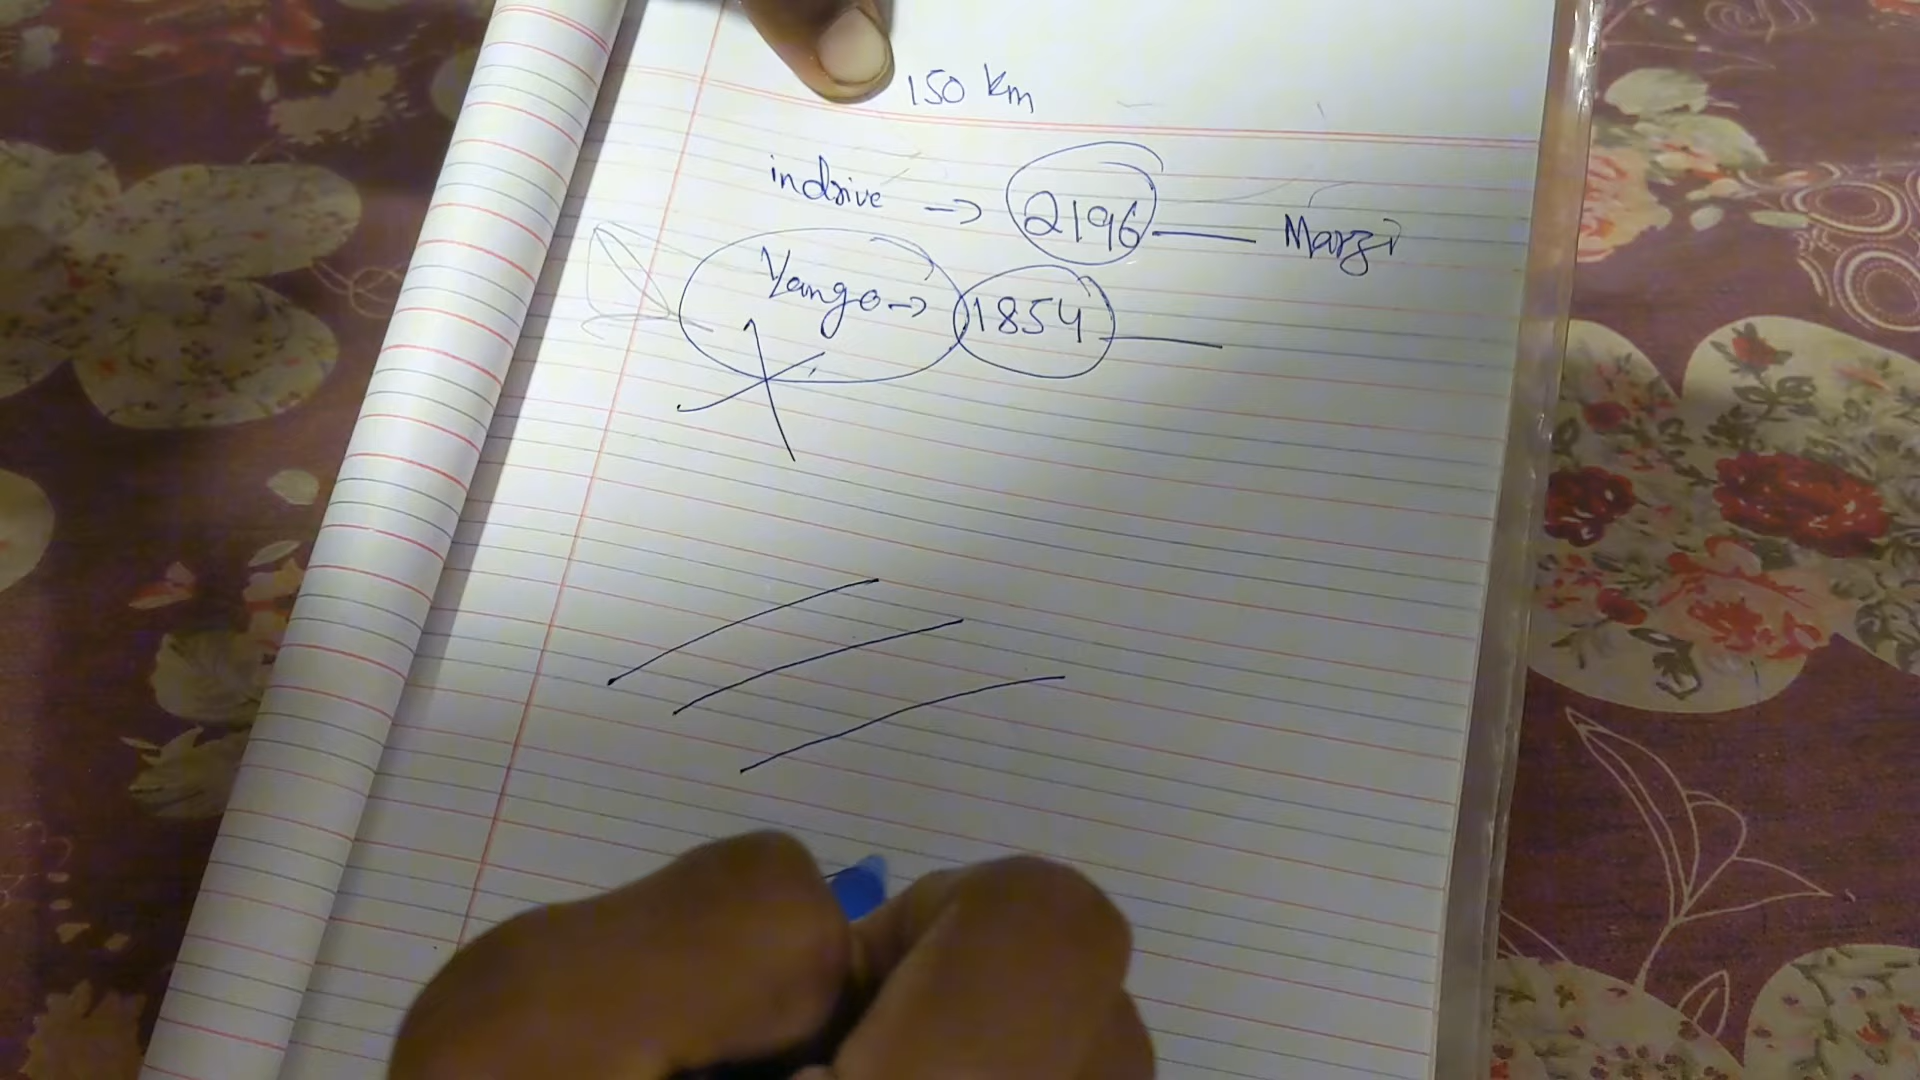 150 Km
indrive → 2196 — Marzi
Yango → 1854 —